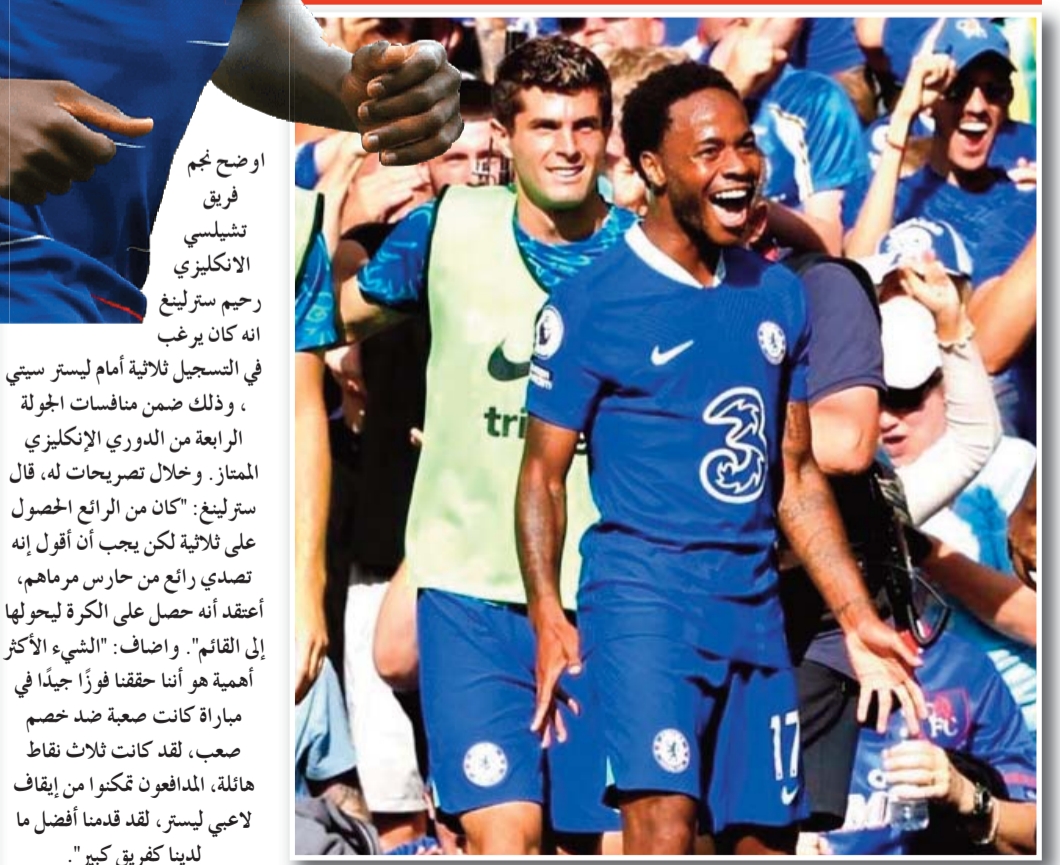 اوضح نجم
فريق
تشيلسي
الانكليزي
رحيم سترلينغ
انه كان يرغب
في التسجيل ثلاثية أمام ليستر سيتي
، وذلك ضمن منافسات الجولة
الرابعة من الدوري الإنكليزي
الممتاز. وخلال تصريحات له، قال
سترلينغ: "كان من الرائع الحصول
على ثلاثية لكن يجب أن أقول إنه
تصدي رائع من حارس مرماهم،
أعتقد أنه حصل على الكرة ليحولها
إلى القائم". واضاف: "الشيء الأكثر
أهمية هو أننا حققنا فوزًا جيدًا في
مباراة كانت صعبة ضد خصم
صعب، لقد كانت ثلاث نقاط
هائلة، المدافعون تمكنوا من إيقاف
لاعبي ليستر، لقد قدمنا أفضل ما
لدينا كفريق كبير".
3
17
FC